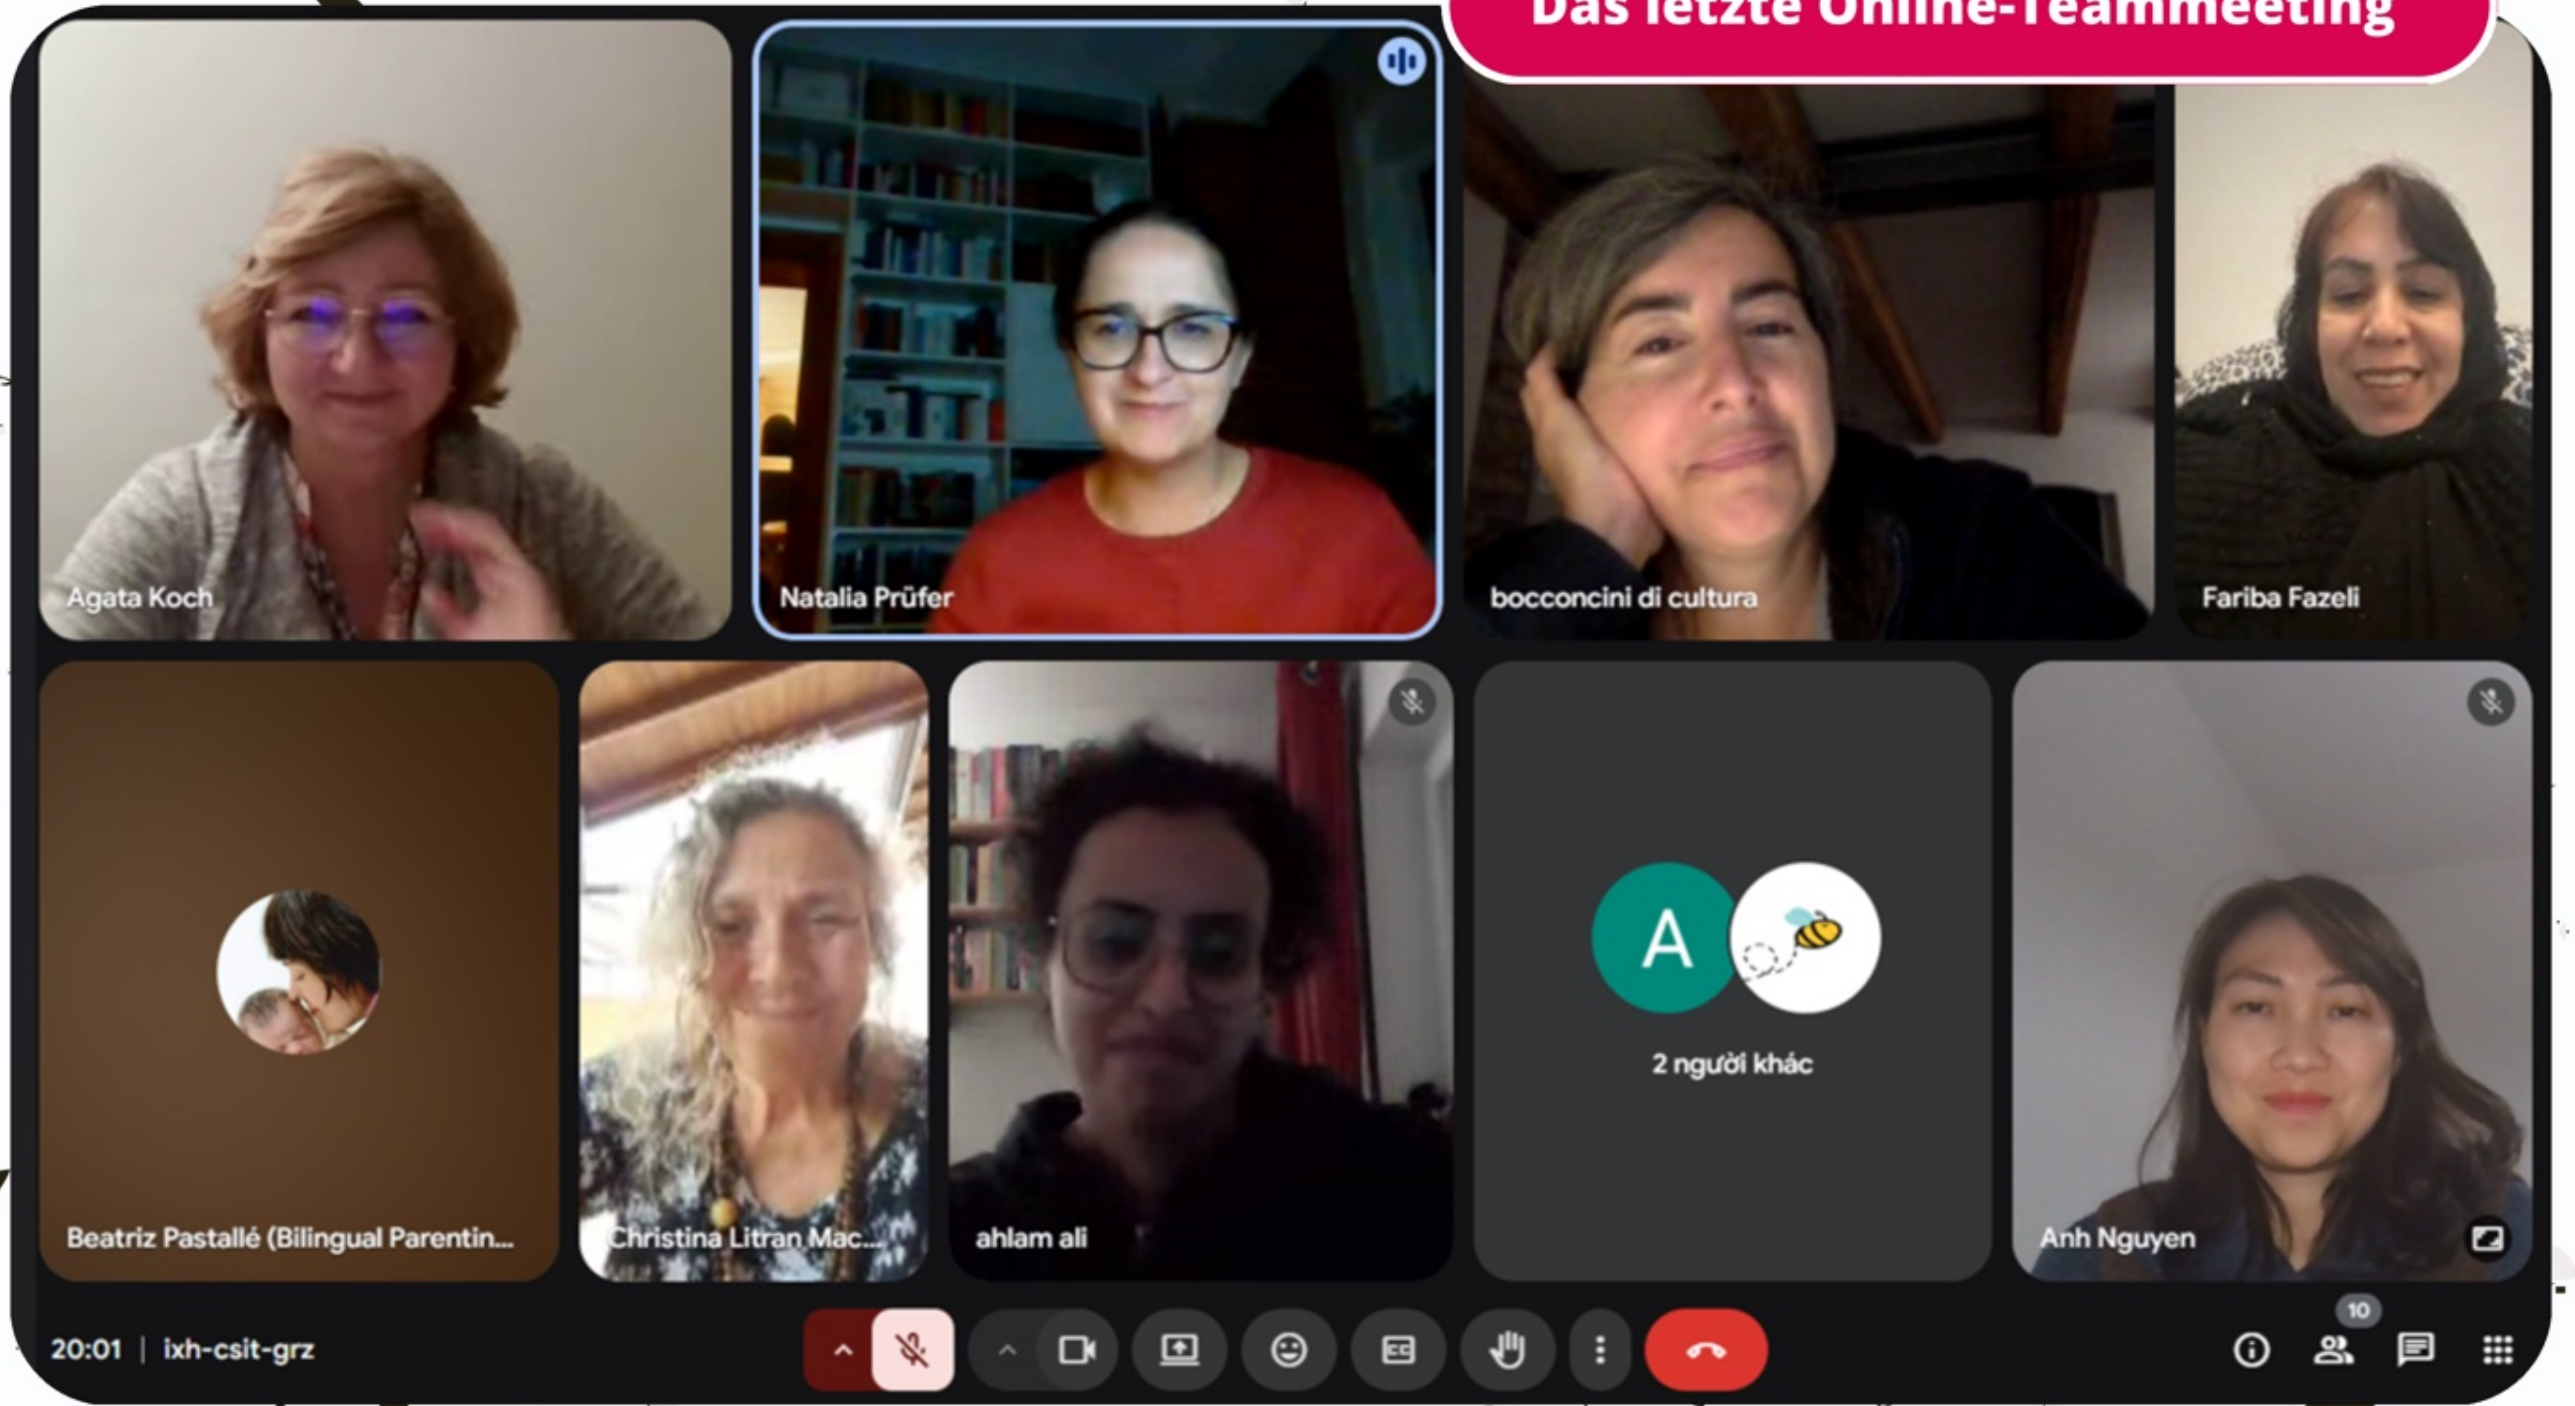 Das letzte Online-Teammeeting
Agata Koch
Natalia Prüfer
bocconcini di cultura
Fariba Fazeli
A
2 người khác
Beatriz Pastallé (Bilingual Parentin...
Christina Litran Mac...
ahlam ali
Anh Nguyen
20:01 | ixh-csit-grz
CC
10